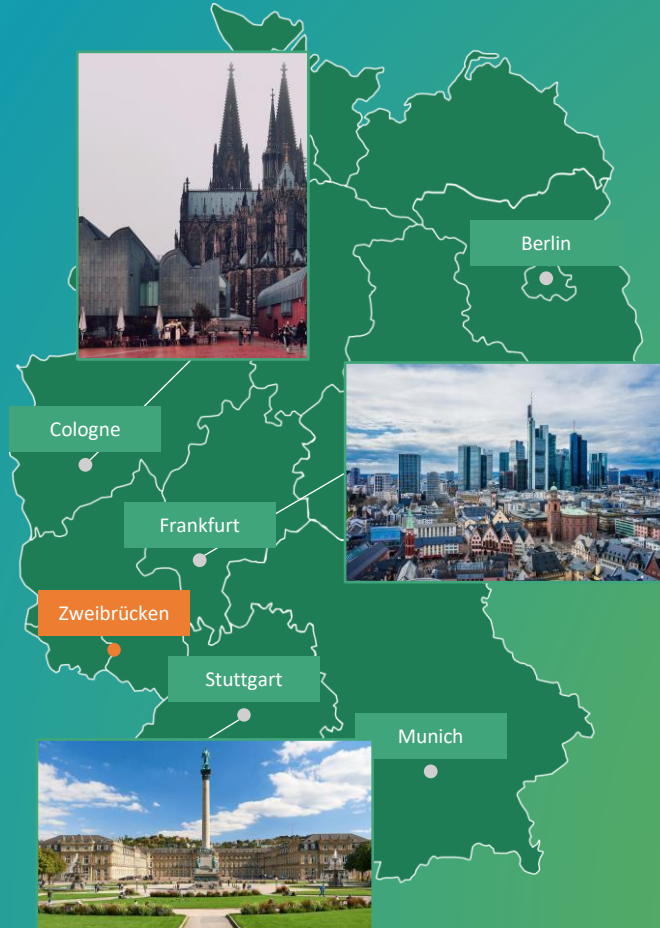 Berlin
Cologne
Frankfurt
Zweibrücken
Stuttgart
Munich